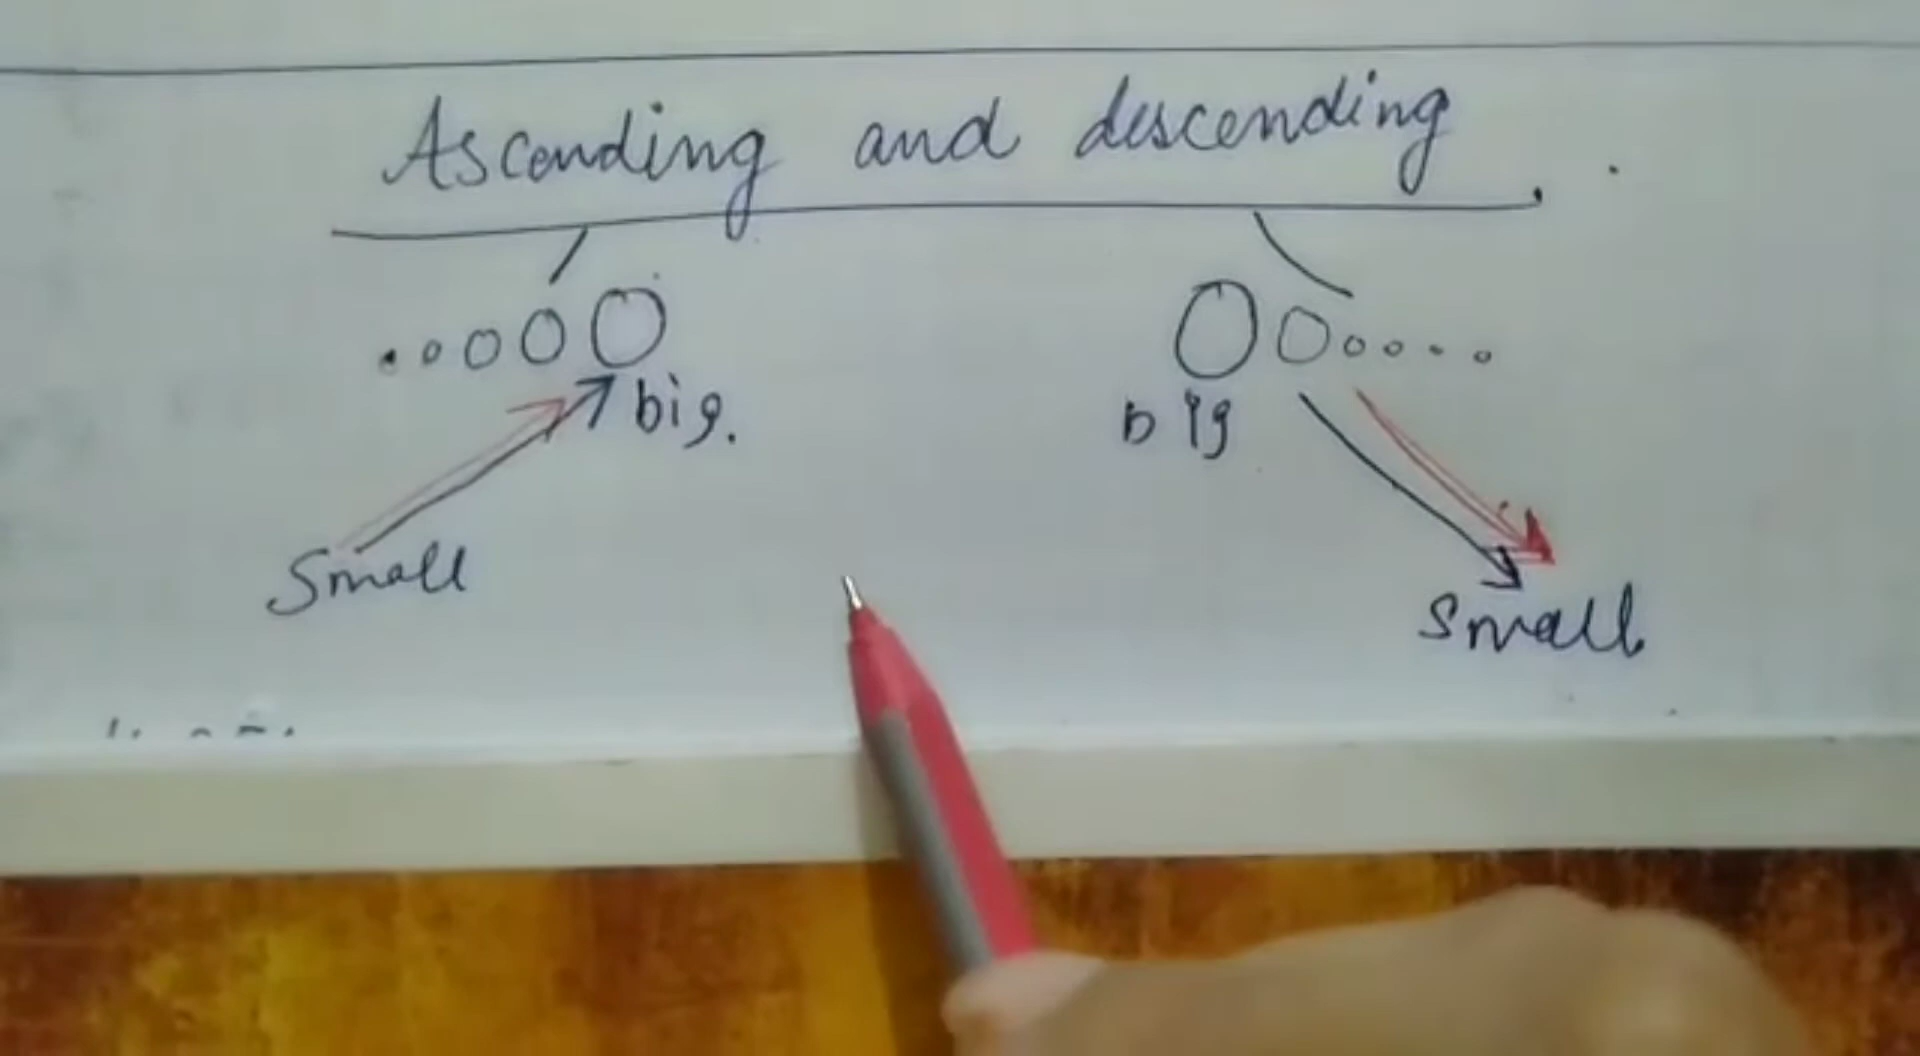 Ascending and descending.
big.
big
Small
Small